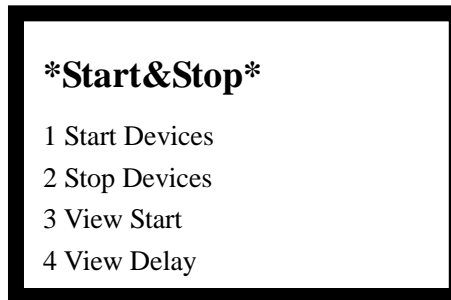 *Start&Stop*
1 Start Devices
2 Stop Devices
3 View Start
4 View Delay